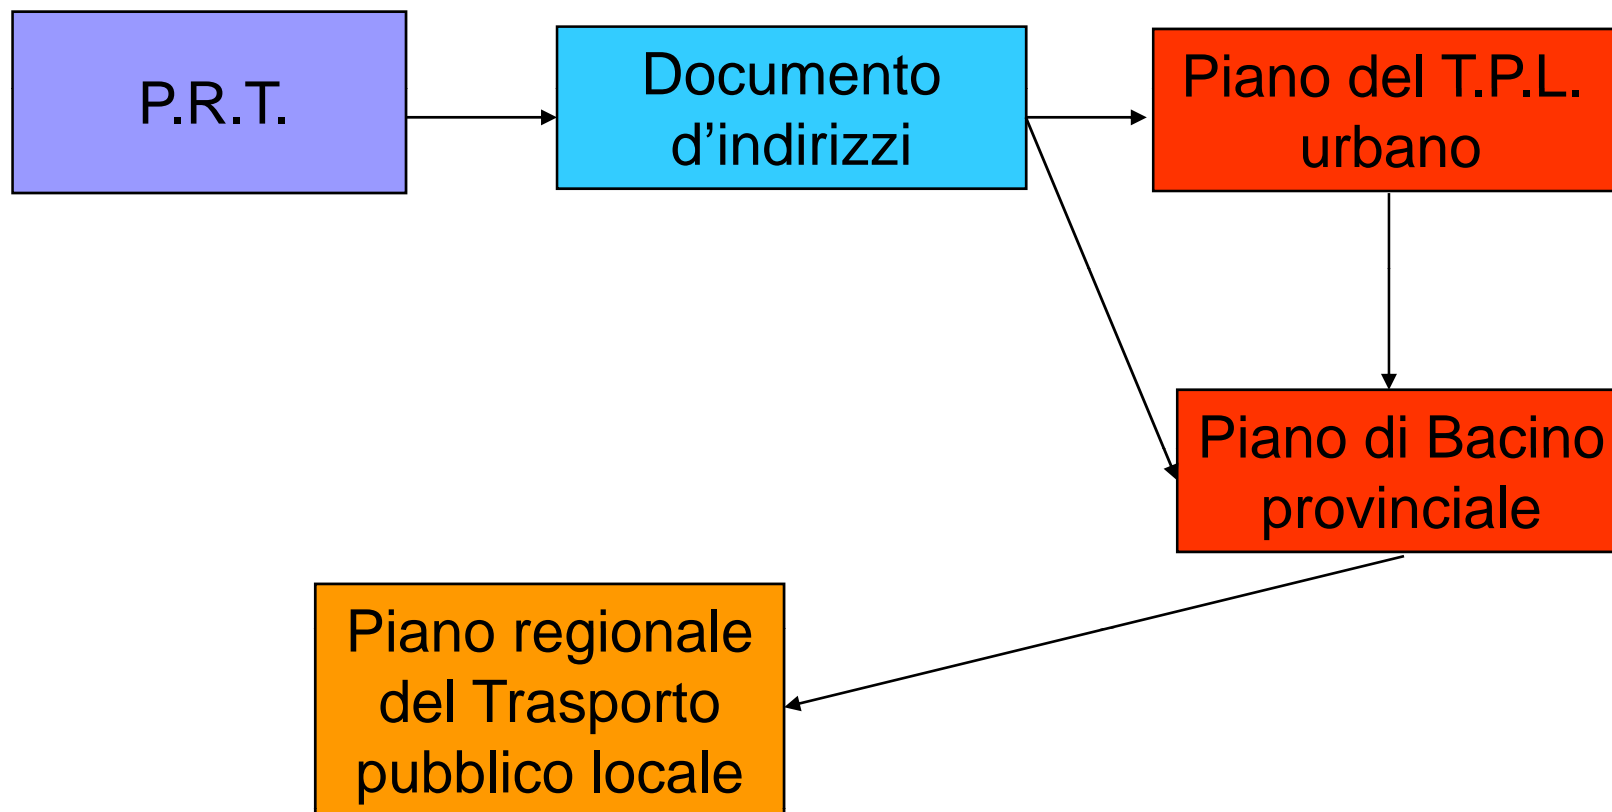 P.R.T.
Documento
d’indirizzi
Piano del T.P.L.
urbano
Piano di Bacino
provinciale
Piano regionale
del Trasporto
pubblico locale